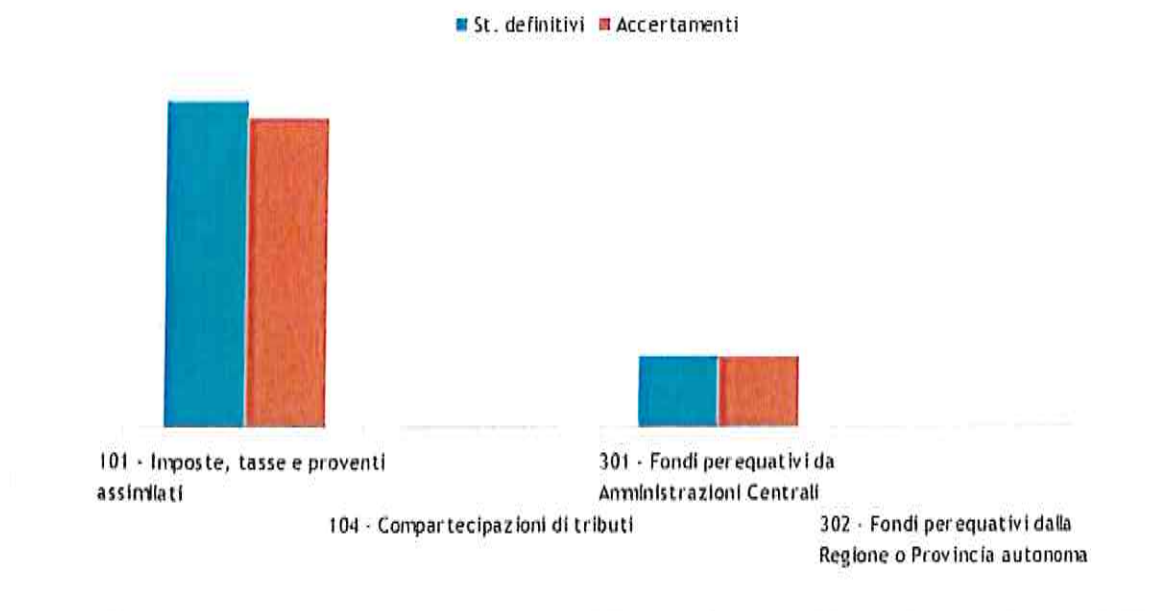 St. definitivi Accertamenti
101 - Imposte, tasse e proventi
assimilati
104 - Compartecipazioni di tributi
301 - Fondi perequativi da
Amministrazioni Centrali
302 - Fondi perequativi dalla
Regione o Provincia autonoma